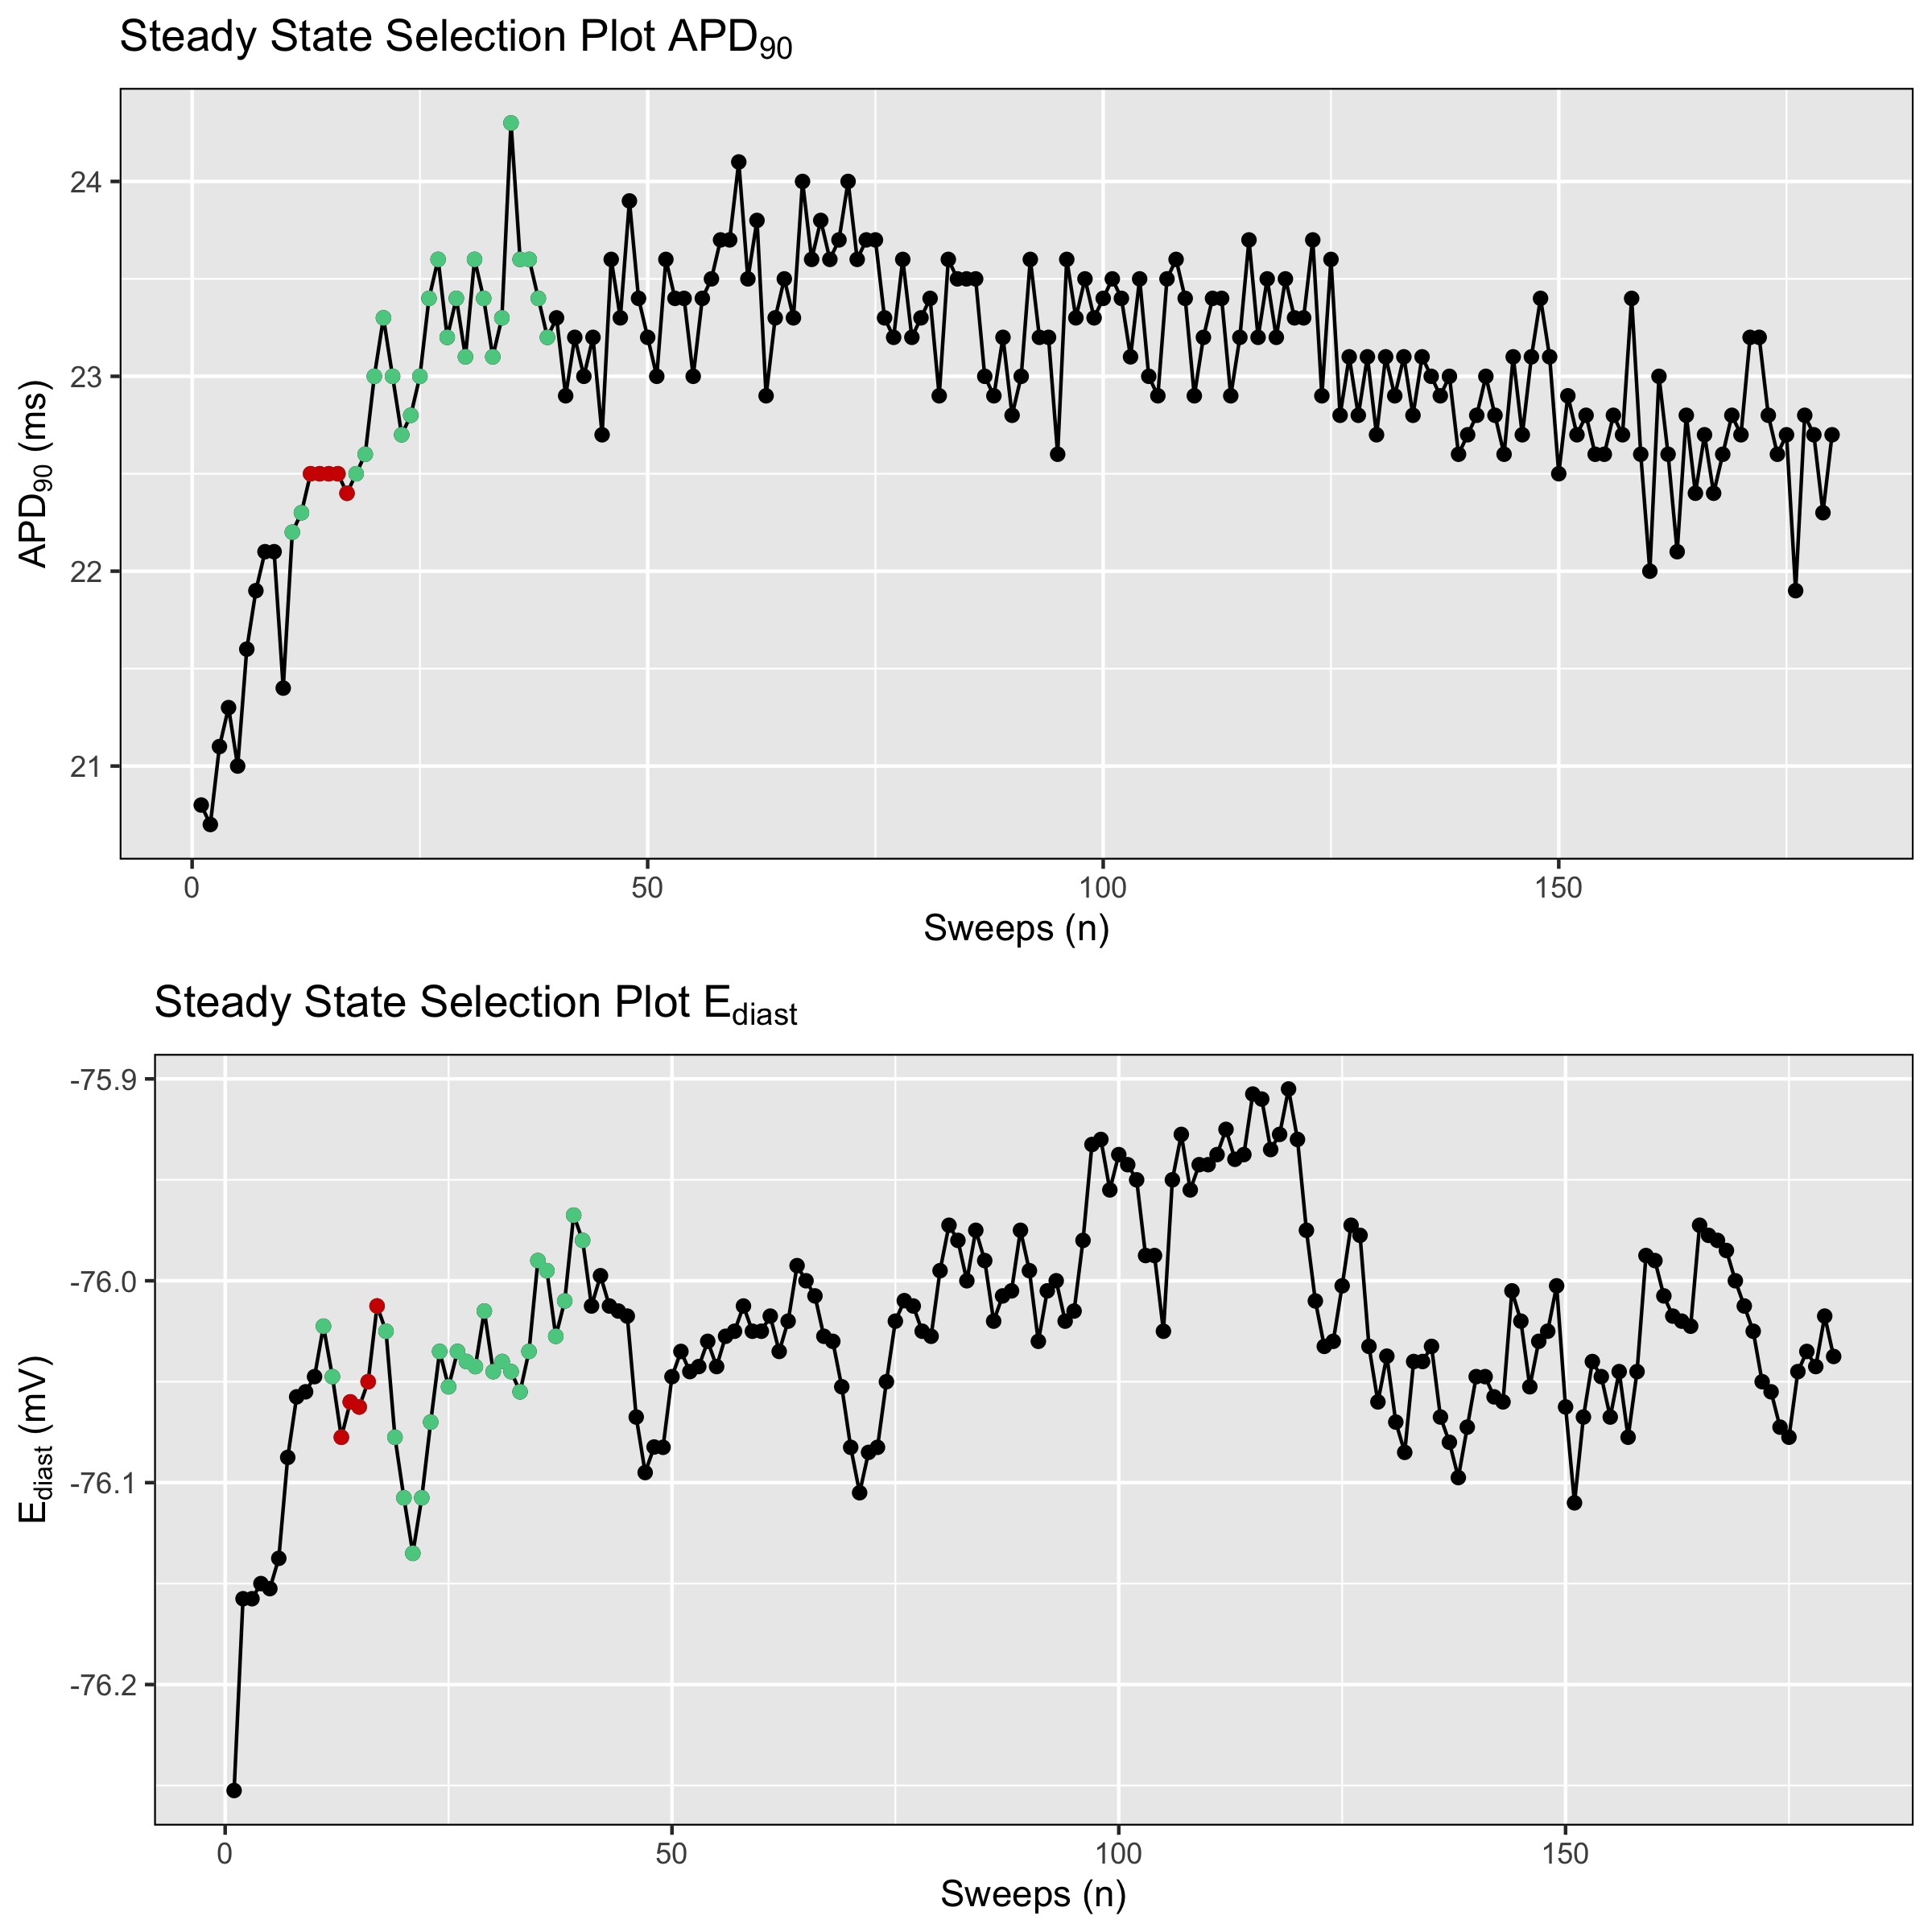 Steady State Selection Plot APD90
24
23
22
21
APD90 (ms)
0 50 100 150
Sweeps (n)
Steady State Selection Plot Ediast
-75.9
-76.0
-76.1
-76.2
Ediast (mV)
0 50 100 150
Sweeps (n)